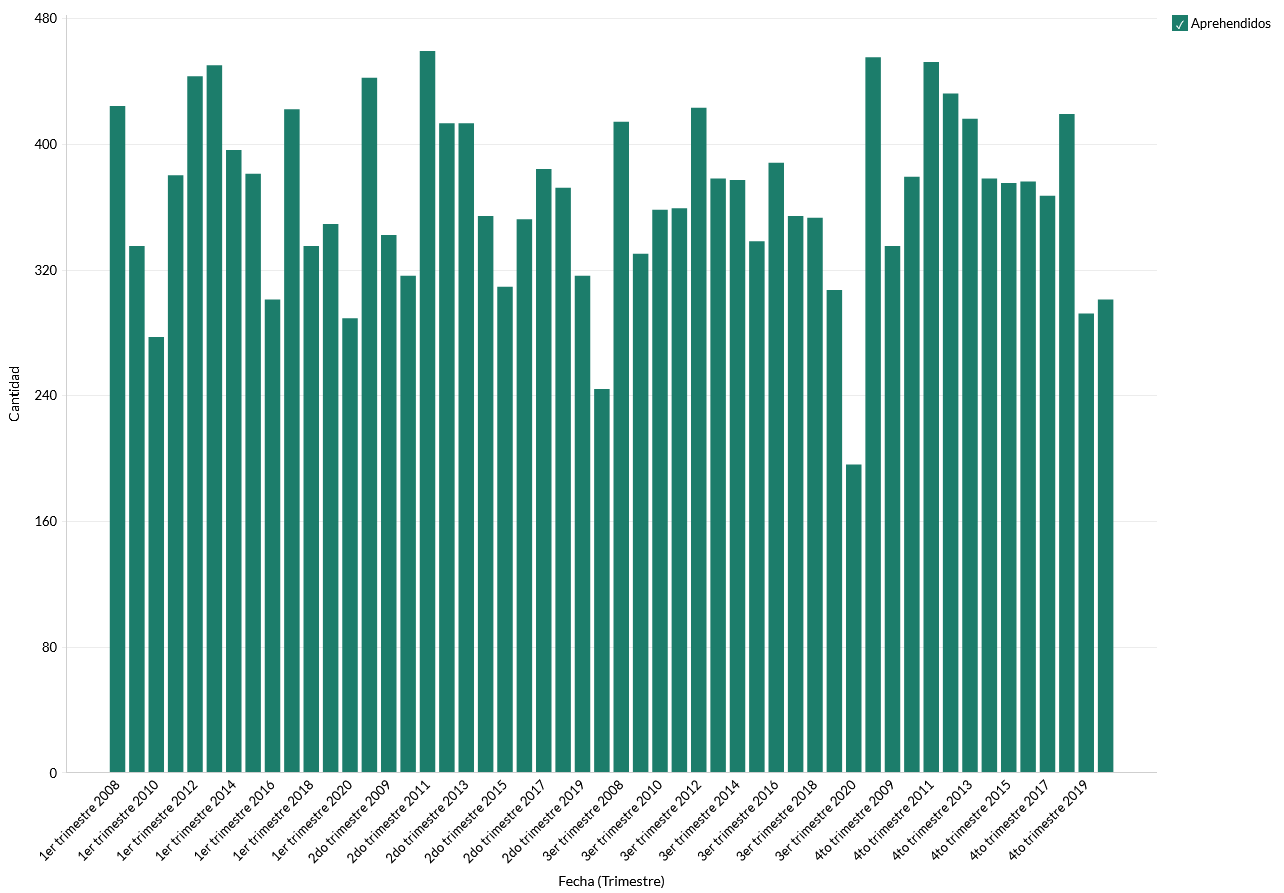 480
400
320
240
160
80
0
Cantidad
✓ Aprehendidos
1er trimestre 2008
1er trimestre 2010
1er trimestre 2012
1er trimestre 2014
1er trimestre 2016
1er trimestre 2018
1er trimestre 2020
2do trimestre 2009
2do trimestre 2011
2do trimestre 2013
2do trimestre 2015
2do trimestre 2017
2do trimestre 2019
3er trimestre 2008
3er trimestre 2010
3er trimestre 2012
3er trimestre 2014
3er trimestre 2016
3er trimestre 2018
3er trimestre 2020
4to trimestre 2009
4to trimestre 2011
4to trimestre 2013
4to trimestre 2015
4to trimestre 2017
4to trimestre 2019
Fecha (Trimestre)